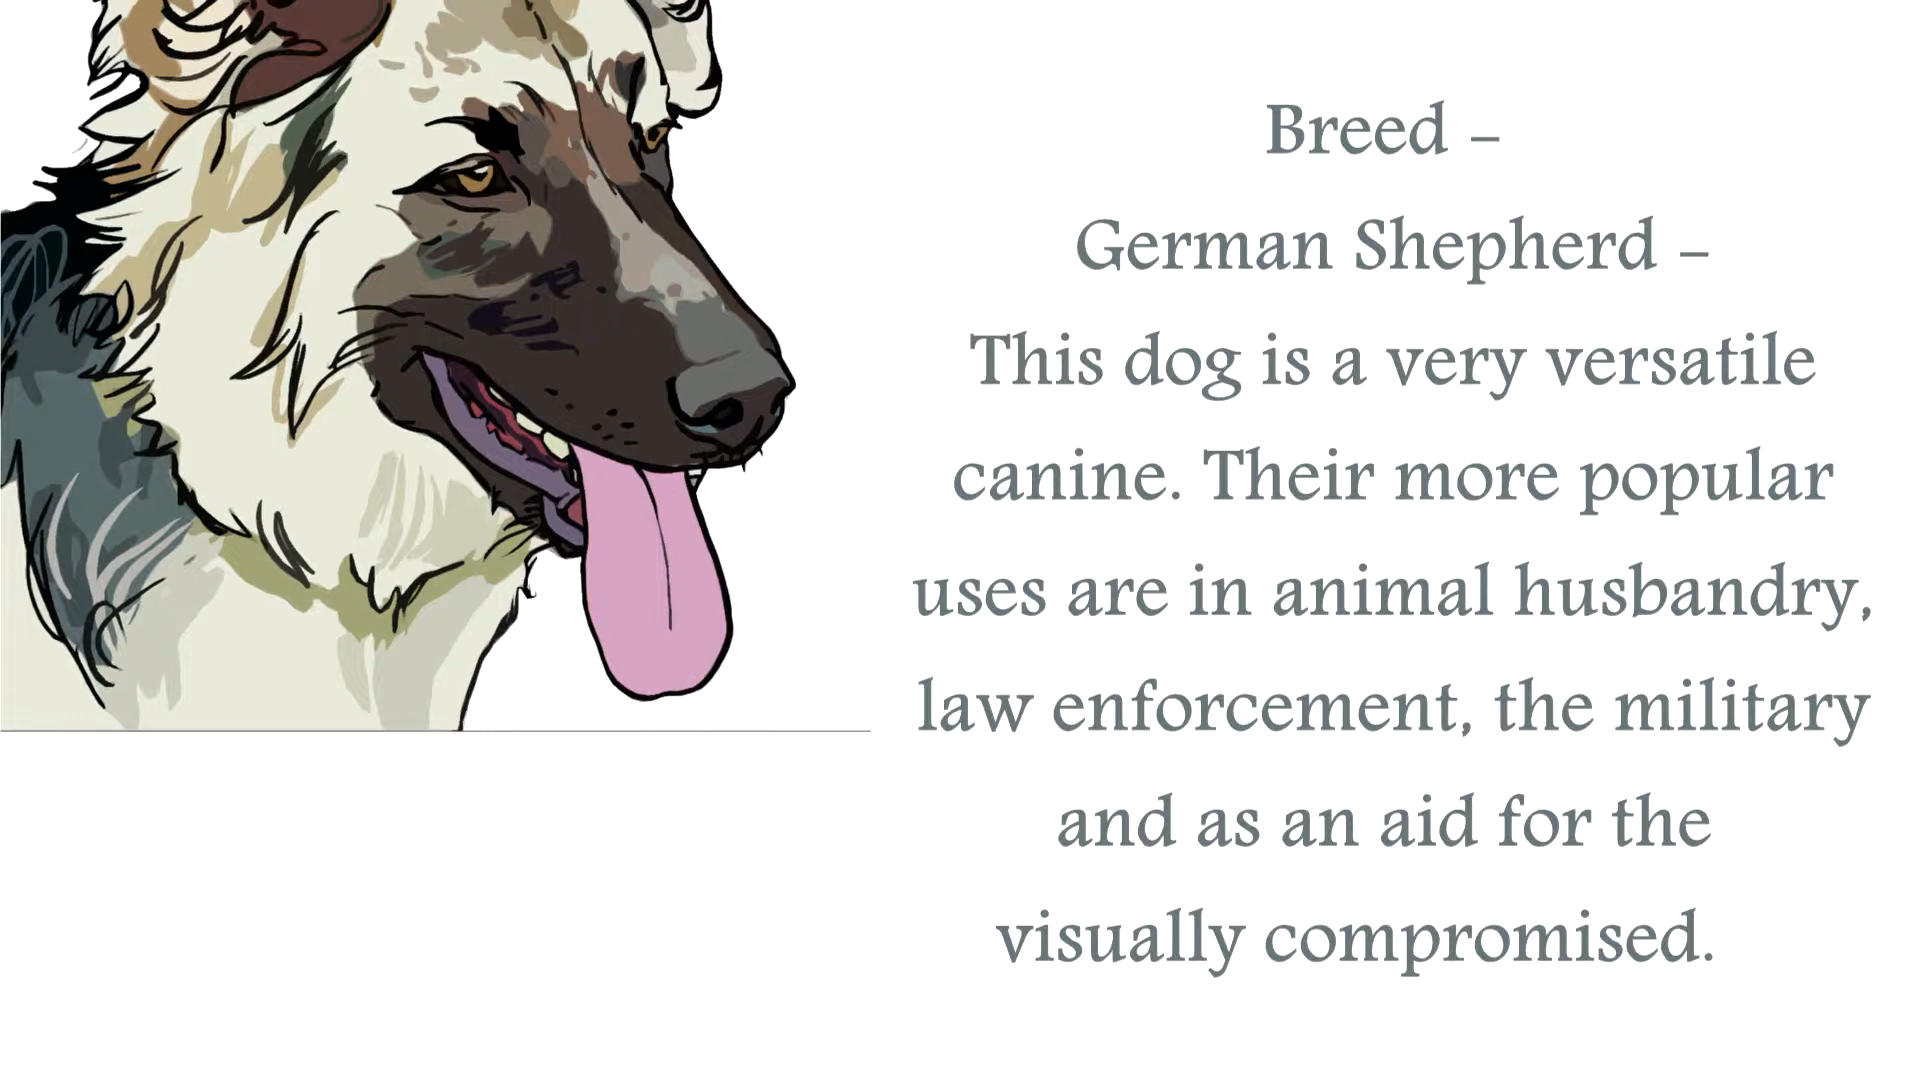 Breed –
German Shepherd –
This dog is a very versatile
canine. Their more popular
uses are in animal husbandry,
law enforcement, the military
and as an aid for the
visually compromised.